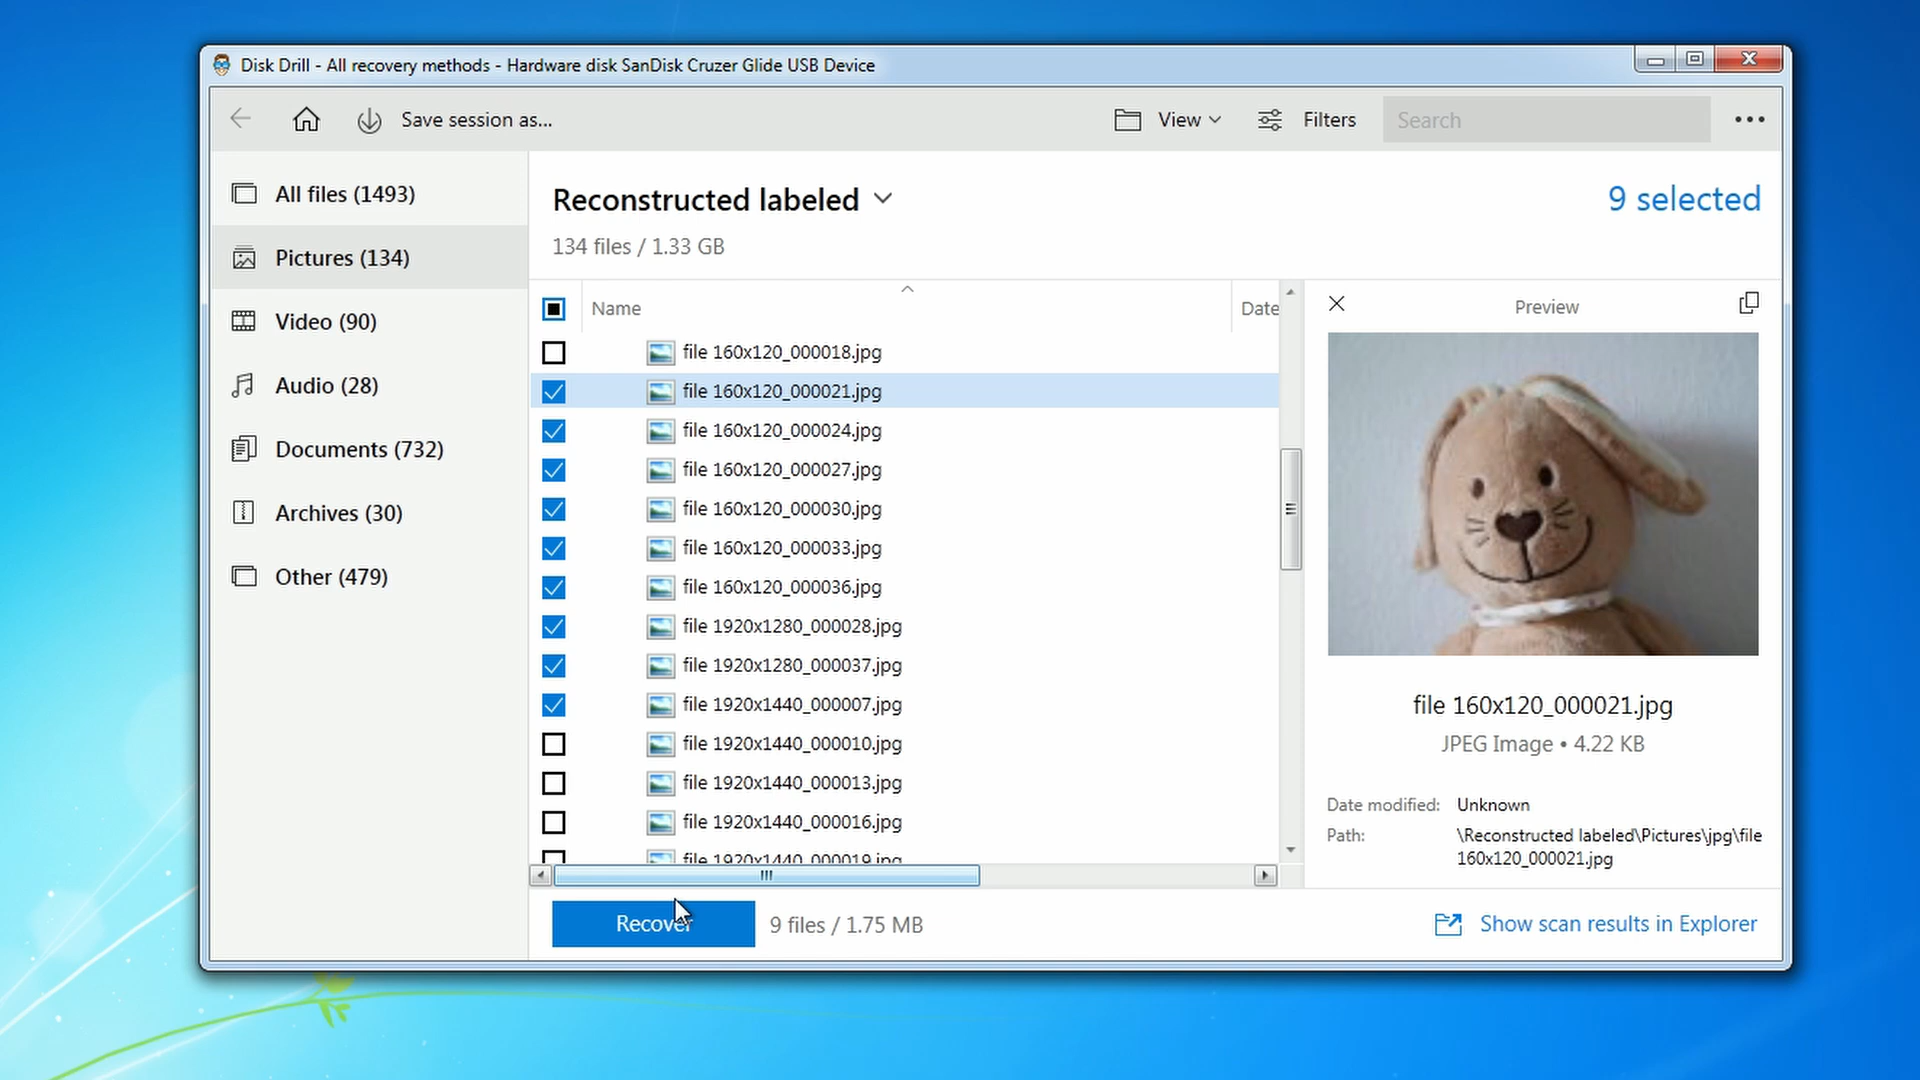 Disk Drill - All recovery methods - Hardware disk SanDisk Cruzer Glide USB Device
Save session as...
View
Filters
Search
All files (1493)
Pictures (134)
Video (90)
Audio (28)
Documents (732)
Archives (30)
Other (479)
Reconstructed labeled
9 selected
134 files / 1.33 GB
Name
Date
file 160x120_000018.jpg
file 160x120_000021.jpg
file 160x120_000024.jpg
file 160x120_000027.jpg
file 160x120_000030.jpg
file 160x120_000033.jpg
file 160x120_000036.jpg
file 1920x1280_000028.jpg
file 1920x1280_000037.jpg
file 1920x1440_000007.jpg
file 1920x1440_000010.jpg
file 1920x1440_000013.jpg
file 1920x1440_000016.jpg
file 1920x1440_000019.jpg
Preview
file 160x120_000021.jpg
JPEG Image • 4.22 KB
Date modified: Unknown
Path: \Reconstructed labeled\Pictures\jpg\file
160x120_000021.jpg
Recover
9 files / 1.75 MB
Show scan results in Explorer